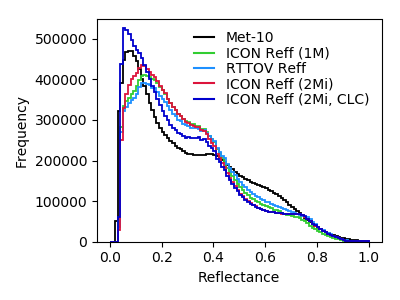 500000
400000
300000
200000
100000
0
Frequency
Met-10
ICON Reff (1M)
RTTOV Reff
ICON Reff (2Mi)
ICON Reff (2Mi, CLC)
0.0 0.2 0.4 0.6 0.8 1.0
Reflectance